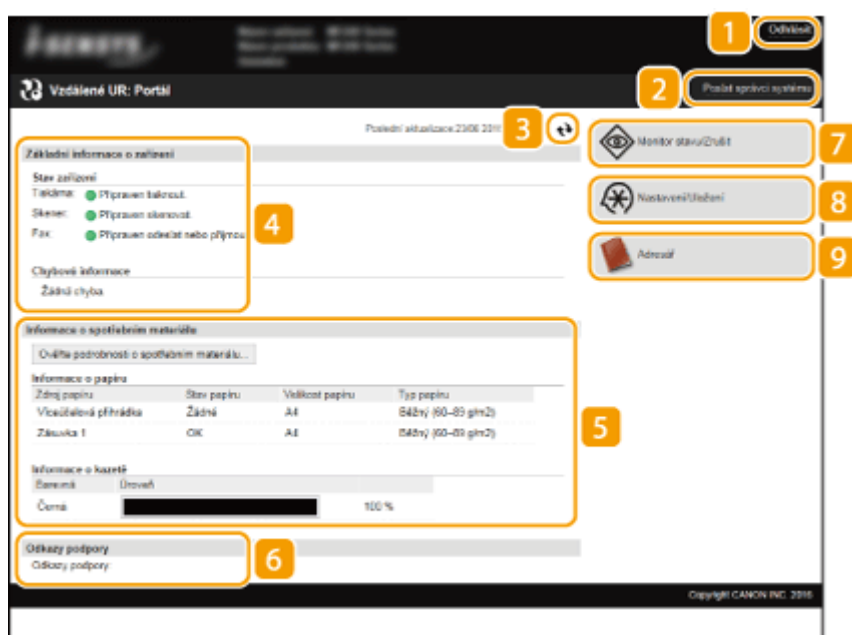 i-SENSYS
1
Odhlásit
Vzdálené UR: Portál
2
Poslat správci systému
Poslední aktualizace:23/06 201
3
Základní informace o zařízení
Stav zařízení
Tiskárna: Připraven tisknout.
Skener: Připraven skenovat.
Fax: Připraven odeslat nebo přijmou
4
Chybové informace
Žádná chyba.
Monitor stavu/Zrušit
7
Nastavení/Uložení
8
Adresář
9
Informace o spotřebním materiálu
Ověřte podrobnosti o spotřebním materiálu...
Informace o papíru
Zdroj papíru Stav papíru Velikost papíru Typ papíru
Víceúčelová přihrádka Žádné A4 Běžný (60–89 g/m2)
Zásuvka 1 OK A4 Běžný (60–89 g/m2)
5
Informace o kazetě
Barevná Úroveň
Černá 100 %
Odkazy podpory
Odkazy podpory:
6
Copyright CANON INC. 2016